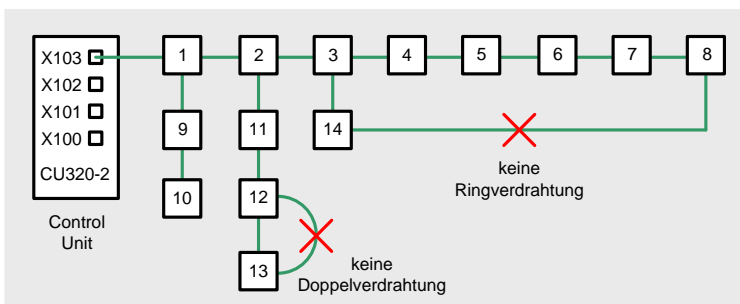 X103
X102
X101
X100
CU320-2
Control
Unit
1
2
3
4
5
6
7
8
9
11
14
10
12
13
keine
Ringverdrahtung
keine
Doppelverdrahtung